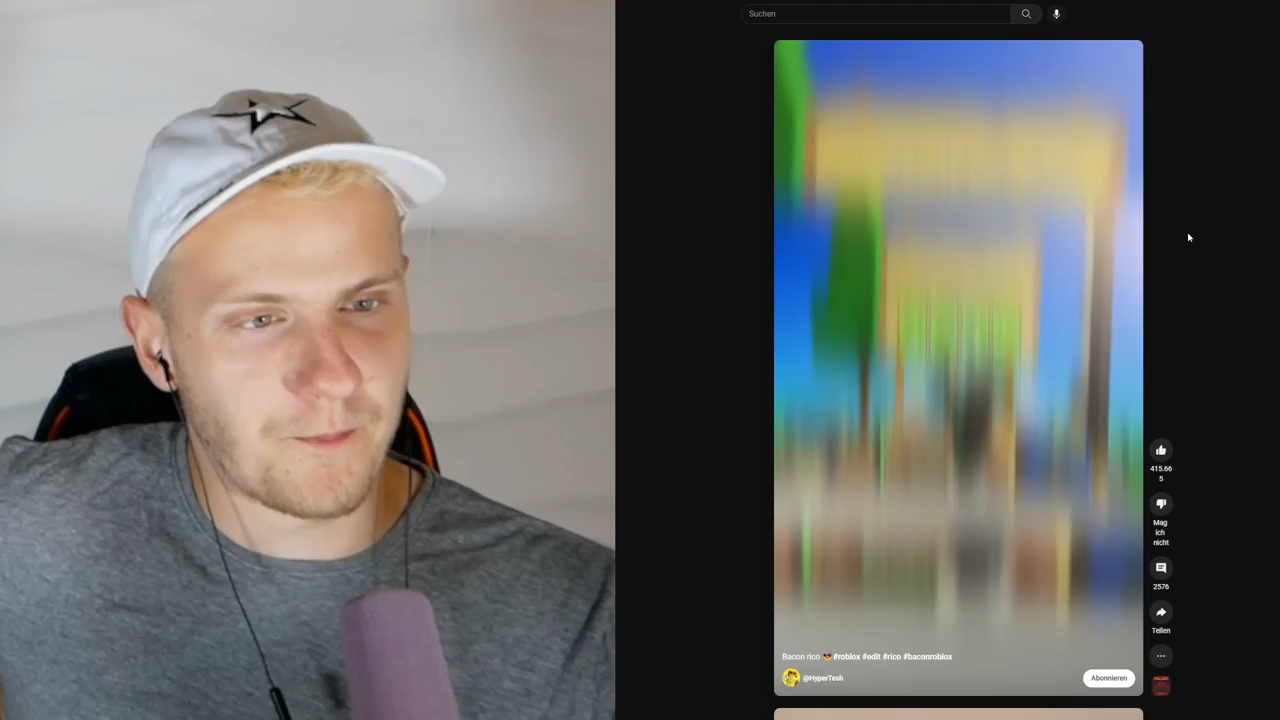 Suchen
415.66
5
Mag
ich
nicht
2576
Teilen
Bacon rico 😎 #roblox #edit #rico #baconroblox
@HyperTesh
Abonnieren